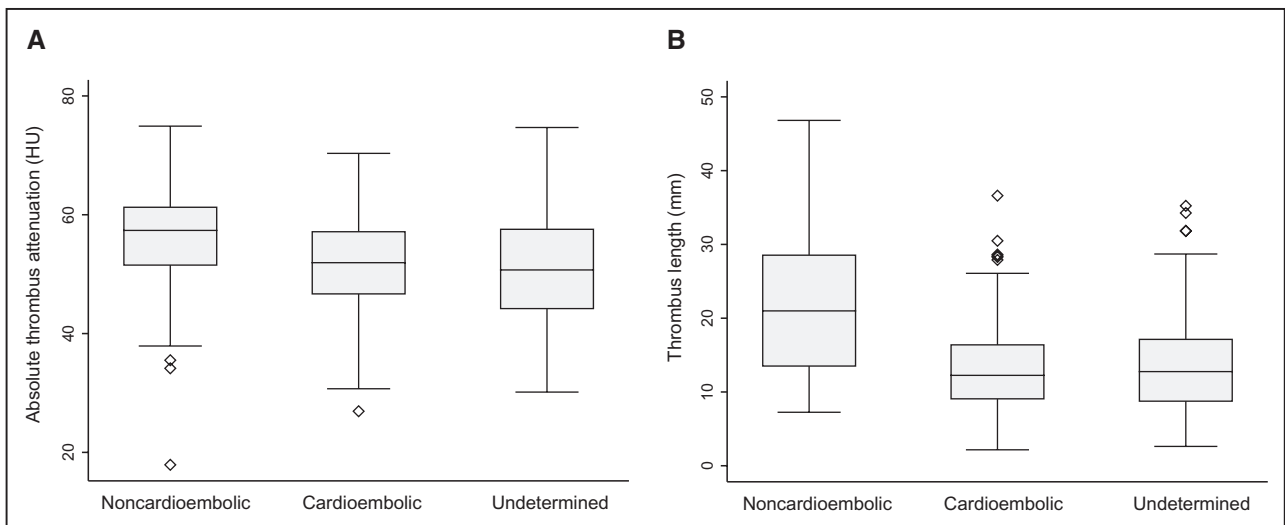 A
Absolute thrombus attenuation (HU)
80
60
40
20
Noncardioembolic Cardioembolic Undetermined
B
Thrombus length (mm)
50
40
30
20
10
0
Noncardioembolic Cardioembolic Undetermined